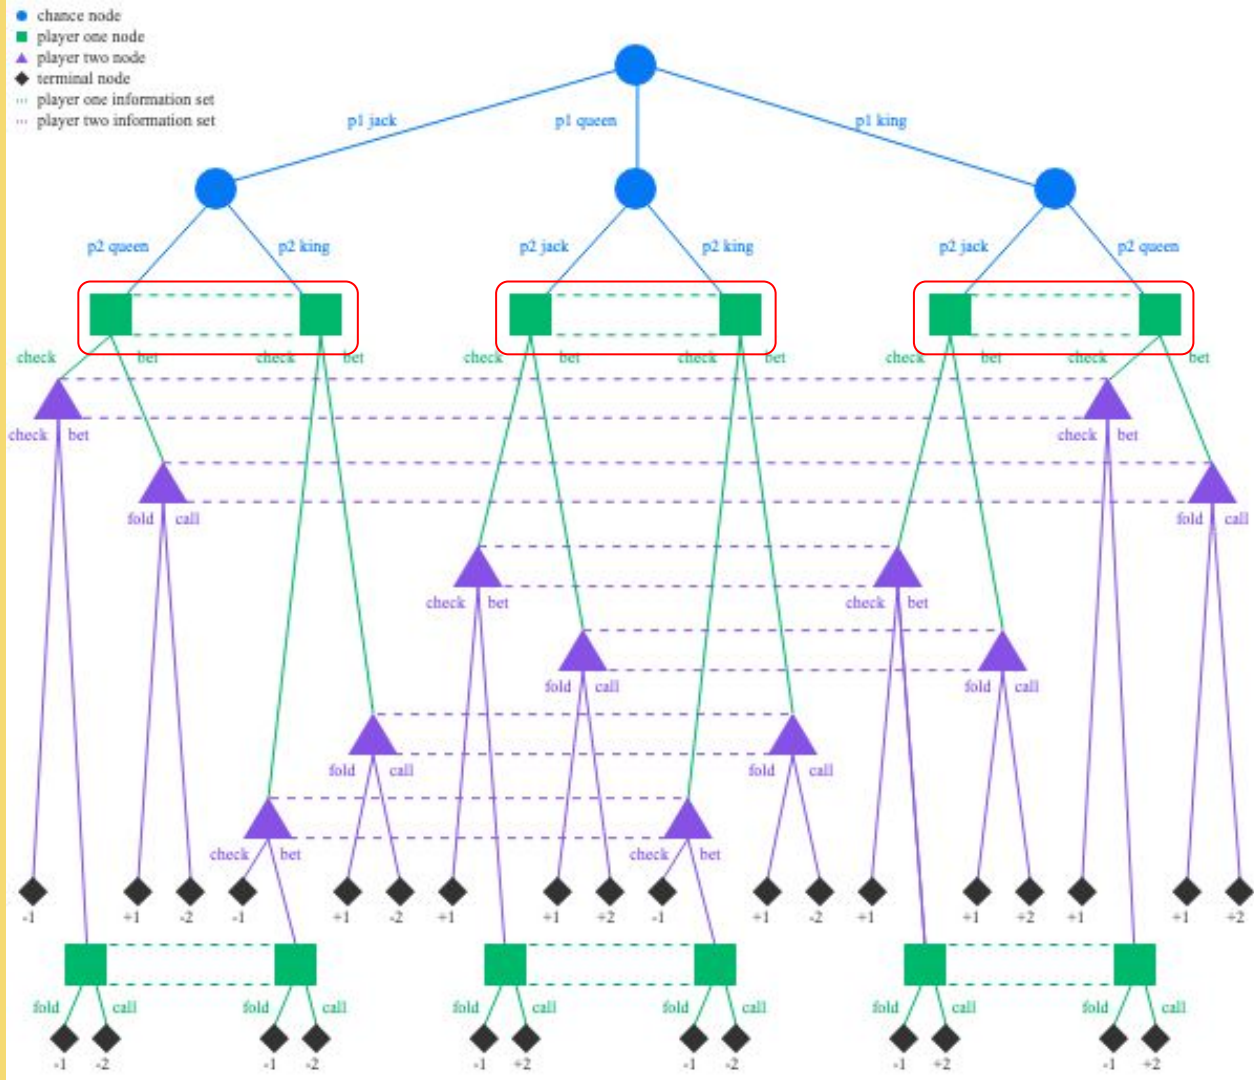 chance node
player one node
player two node
terminal node
player one information set
player two information set
p1 jack
p1 queen
p1 king
p2 queen
p2 king
p2 jack
p2 king
p2 jack
p2 queen
check
bet
check
bet
check
bet
check
bet
check
bet
check
bet
check
bet
check
bet
fold
call
fold
call
check
bet
check
bet
fold
call
fold
call
fold
call
fold
call
check
bet
check
bet
-1
+1
-2
-1
+1
-2
+1
+1
+2
-1
+1
-2
+1
+1
+2
+1
+1
+2
fold
call
fold
call
fold
call
fold
call
fold
call
fold
call
-1
-2
-1
-2
-1
+2
-1
-2
-1
+2
-1
+2